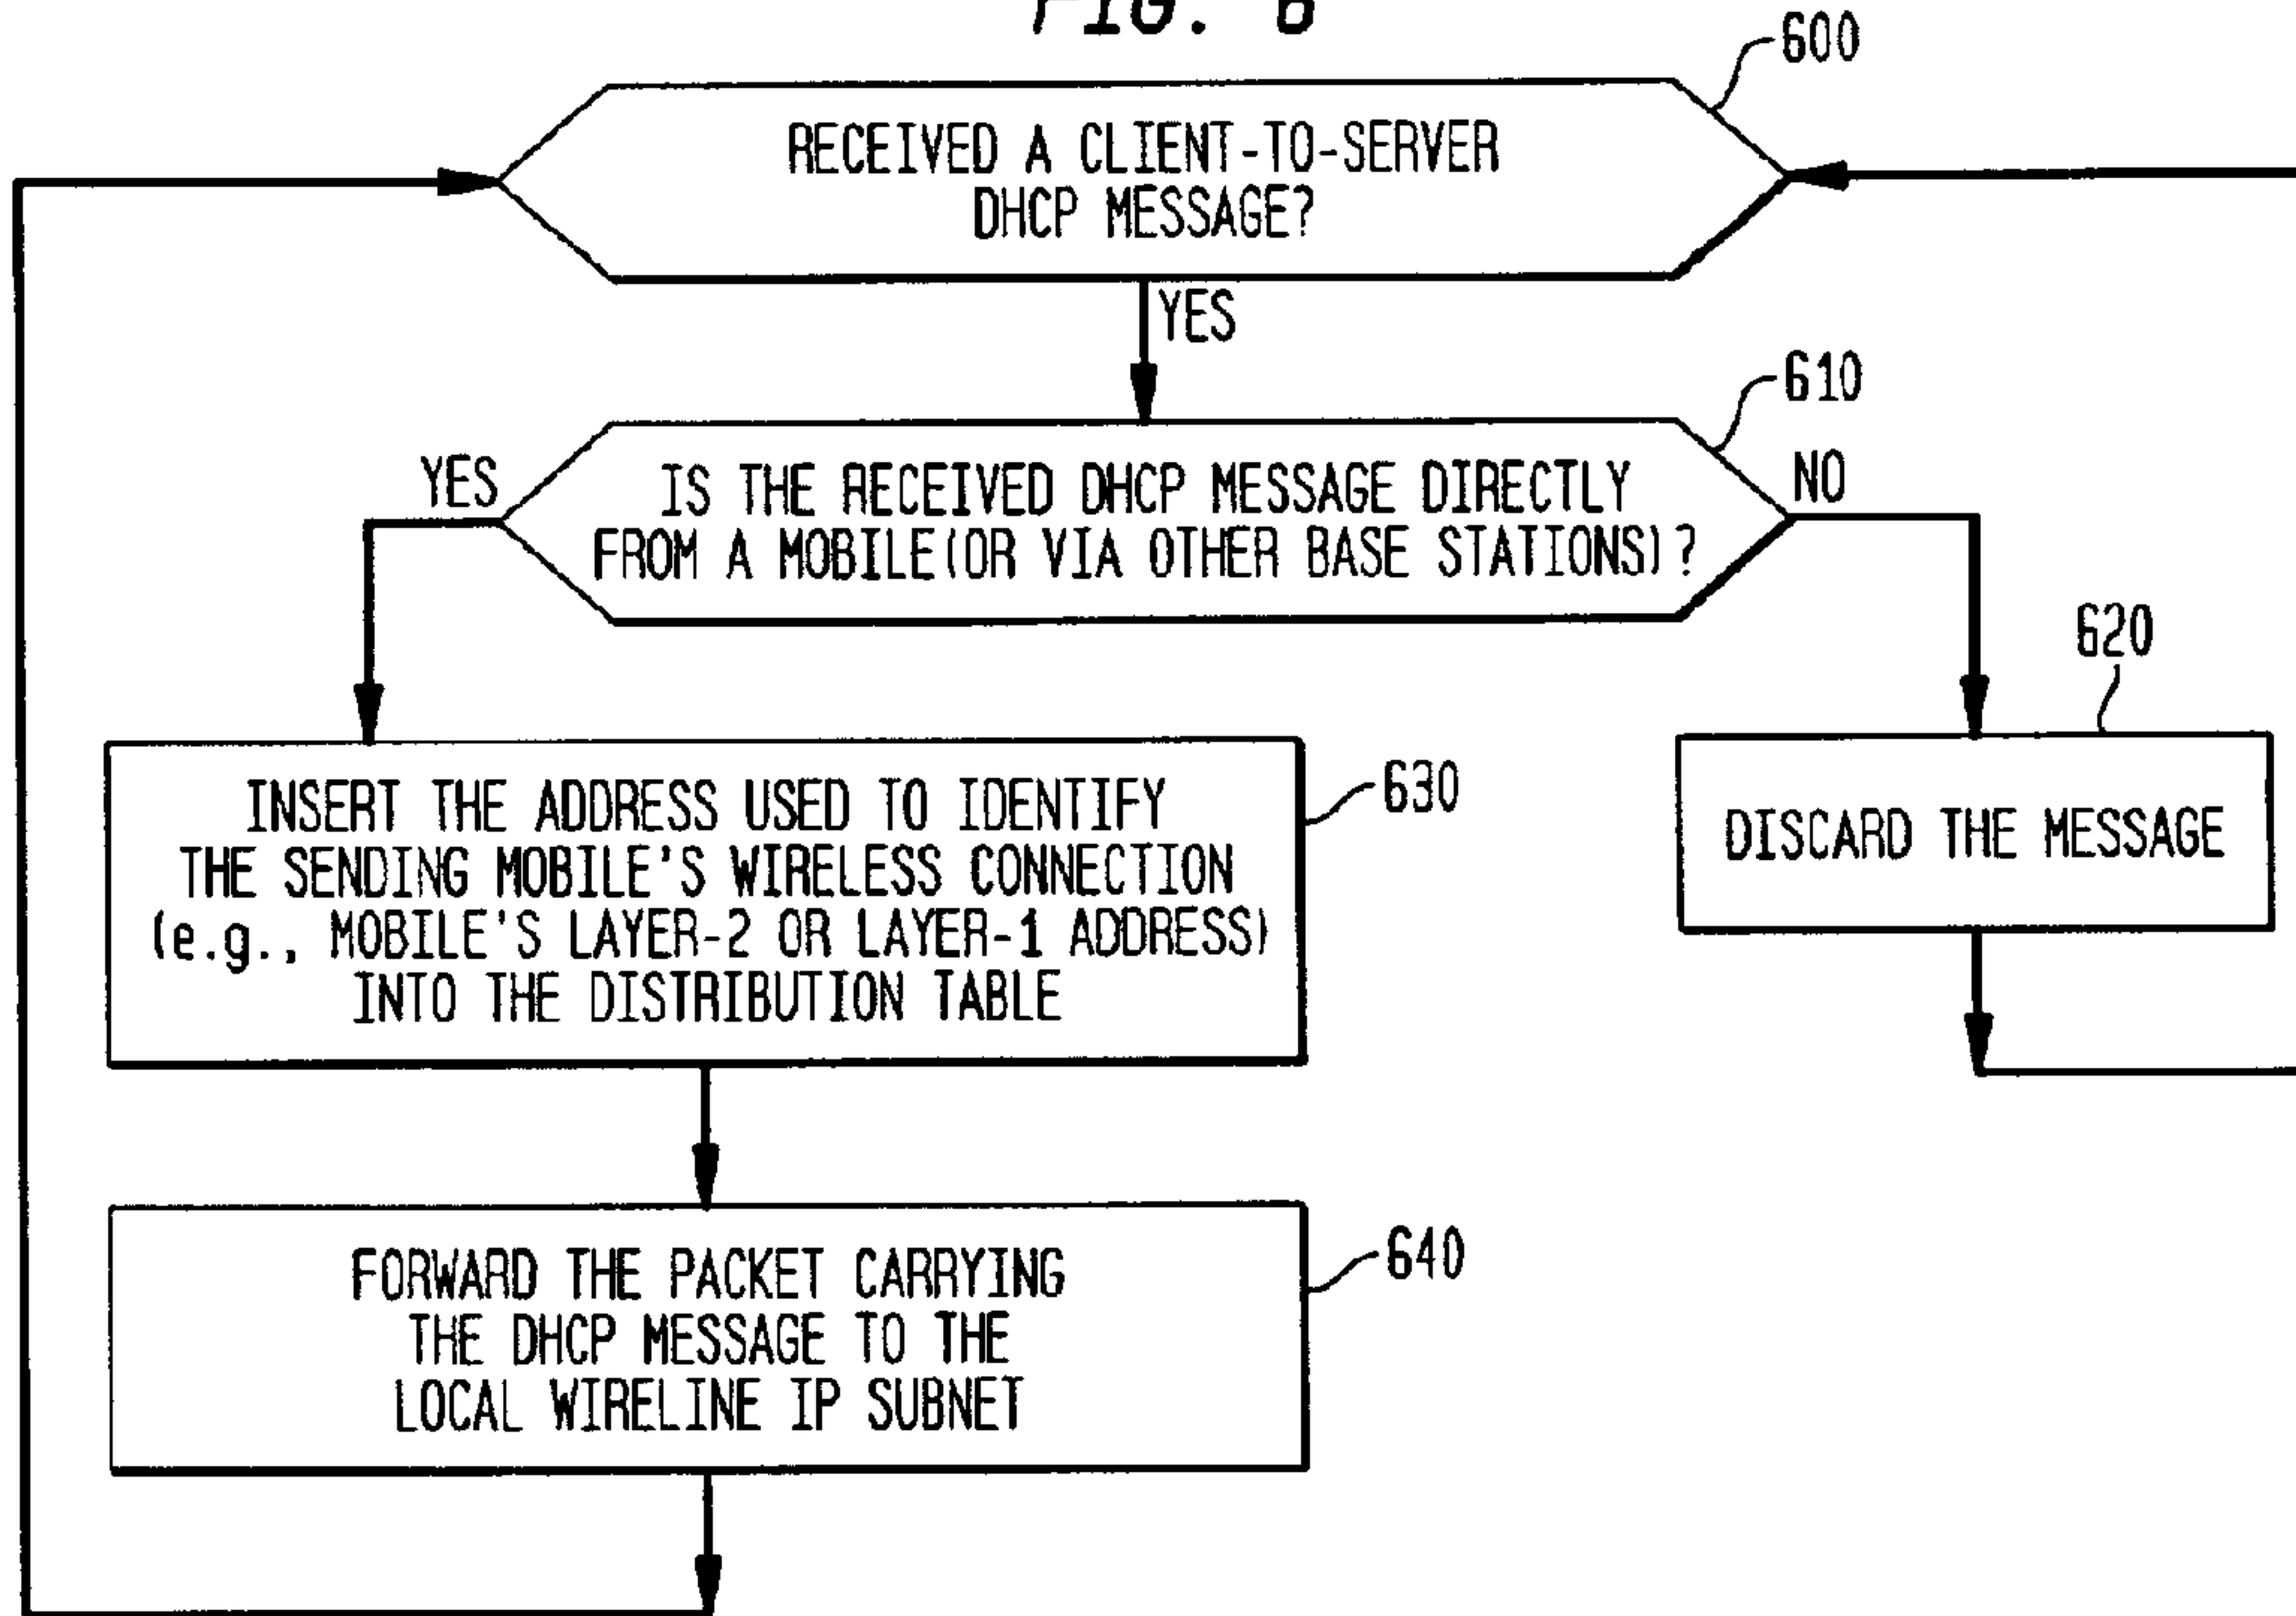 FIG. 6
600
RECEIVED A CLIENT-TO-SERVER
DHCP MESSAGE?
YES
610
YES
IS THE RECEIVED DHCP MESSAGE DIRECTLY
FROM A MOBILE(OR VIA OTHER BASE STATIONS)?
NO
620
INSERT THE ADDRESS USED TO IDENTIFY
THE SENDING MOBILE'S WIRELESS CONNECTION
(e.g., MOBILE'S LAYER-2 OR LAYER-1 ADDRESS)
INTO THE DISTRIBUTION TABLE
630
DISCARD THE MESSAGE
FORWARD THE PACKET CARRYING
THE DHCP MESSAGE TO THE
LOCAL WIRELINE IP SUBNET
640